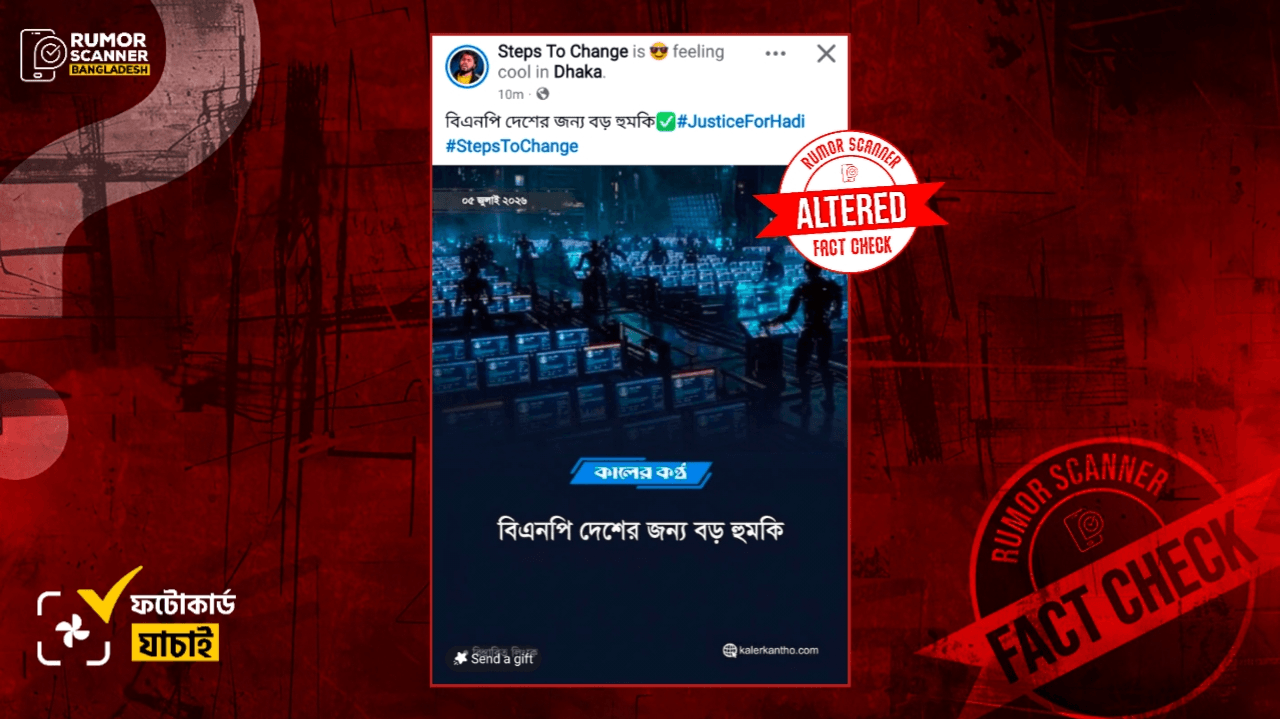 RUMOR
SCANNER
BANGLADESH
Steps To Change is 😎 feeling
cool in Dhaka.
10m ·
বিএনপি দেশের জন্য বড় হুমকি✅#JusticeForHadi
#StepsToChange
০৫ জুলাই ২০২৬
RUMOR SCANNER
ALTERED
FACT CHECK
কালের কণ্ঠ
বিএনপি দেশের জন্য বড় হুমকি
Send a gift
kalerkantho.com
ফটোকার্ড
যাচাই
RUMOR SCANNER
FACT CHECK